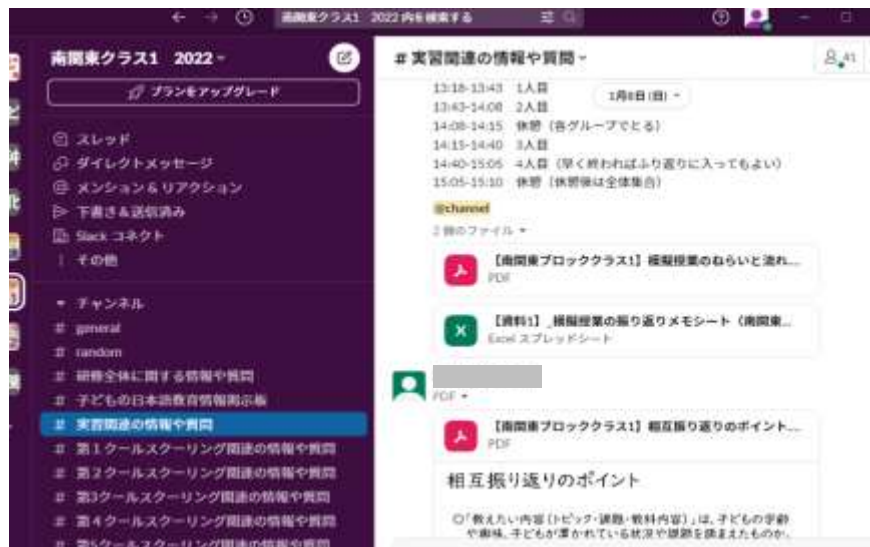 南関東クラス1 2022 内を検索する
南関東クラス1 2022
プランをアップグレード
スレッド
ダイレクトメッセージ
メンション＆リアクション
下書き＆送信済み
Slack コネクト
その他
チャンネル
# general
# random
# 研修全体に関する情報や質問
# 子どもの日本語教育情報掲示板
# 実習関連の情報や質問
# 第1クールスクーリング関連の情報や質問
# 第2クールスクーリング関連の情報や質問
# 第3クールスクーリング関連の情報や質問
# 第4クールスクーリング関連の情報や質問
# 第5クールスクーリング関連の情報や質問
# 実習関連の情報や質問
41
1月8日(日)
13:18-13:43 1人目
13:43-14:08 2人目
14:08-14:15 休憩（各グループでとる）
14:15-14:40 3人目
14:40-15:05 4人目（早く終わればふり返りに入ってもよい）
15:05-15:10 休憩（休憩後は全体集合）
@channel
2 個のファイル
【南関東ブロッククラス1】模擬授業のねらいと流れ...
PDF
【資料1】_模擬授業の振り返りメモシート（南関東...
Excel スプレッドシート
PDF
【南関東ブロッククラス1】相互振り返りのポイント...
PDF
相互振り返りのポイント
○「教えたい内容(トピック・課題・教科内容)」は、子どもの学齢
や興味、子どもが置かれている状況や課題を踏まえたものか。